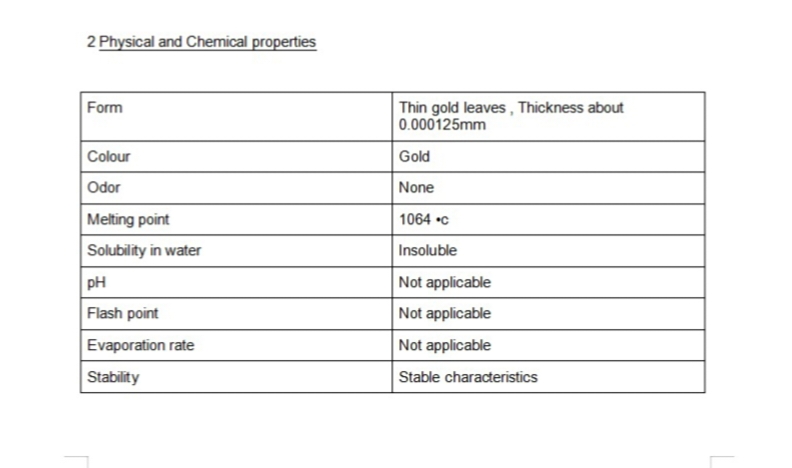 2 Physical and Chemical properties
Form
Thin gold leaves , Thickness about
0.000125mm
Colour
Gold
Odor
None
Melting point
1064 •c
Solubility in water
Insoluble
pH
Not applicable
Flash point
Not applicable
Evaporation rate
Not applicable
Stability
Stable characteristics